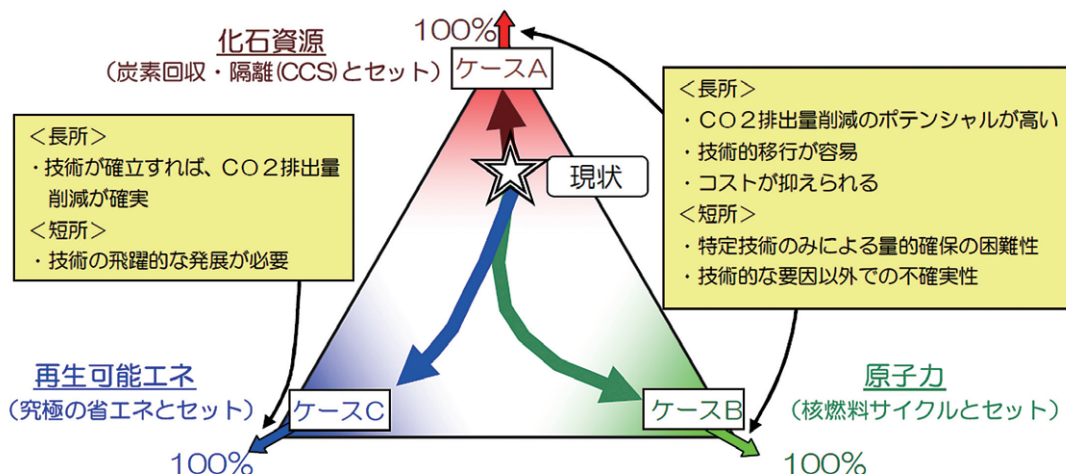 100%
化石資源
(炭素回収・隔離(CCS)とセット)
ケースA
<長所>
・技術が確立すれば、CO2排出量
削減が確実
<短所>
・技術の飛躍的な発展が必要
現状
<長所>
・CO2排出量削減のポテンシャルが高い
・技術的移行が容易
・コストが抑えられる
<短所>
・特定技術のみによる量的確保の困難性
・技術的な要因以外での不確実性
再生可能エネ
(究極の省エネとセット)
ケースC
100%
ケースB
原子力
(核燃料サイクルとセット)
100%